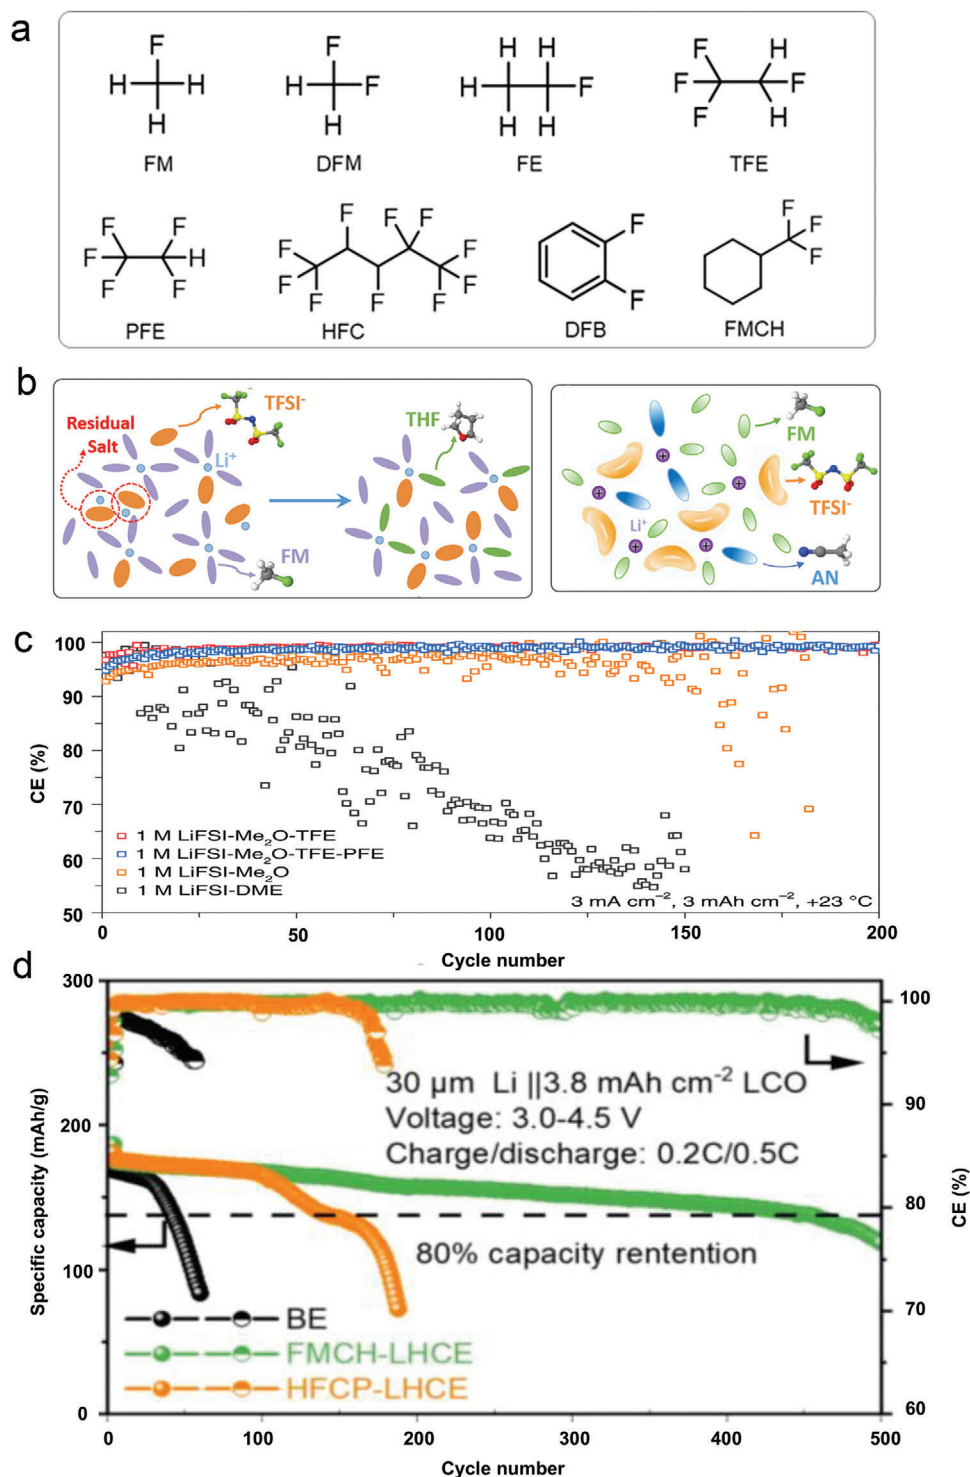 a
F
H H
H
FM
F
H F
H
DFM
H H
H F
H H
FE
F H
F F
F H
TFE
F F
F H
F F
PFE
F F F
F F
F F
F F F
HFC
F
F
DFB
F
F
F
FMCH
b
Residual
Salt
TFSI⁻
Li⁺
FM
THF
FM
TFSI⁻
Li⁺
AN
c
CE (%)
100
90
80
70
60
50
1 M LiFSI-Me₂O-TFE
1 M LiFSI-Me₂O-TFE-PFE
1 M LiFSI-Me₂O
1 M LiFSI-DME
3 mA cm⁻², 3 mAh cm⁻², +23 °C
0 50 100 150 200
Cycle number
d
Specific capacity (mAh/g)
300
200
100
0
30 μm Li ||3.8 mAh cm⁻² LCO
Voltage: 3.0-4.5 V
Charge/discharge: 0.2C/0.5C
80% capacity rentention
BE
FMCH-LHCE
HFCP-LHCE
100
90
80
70
60
CE (%)
0 100 200 300 400 500
Cycle number